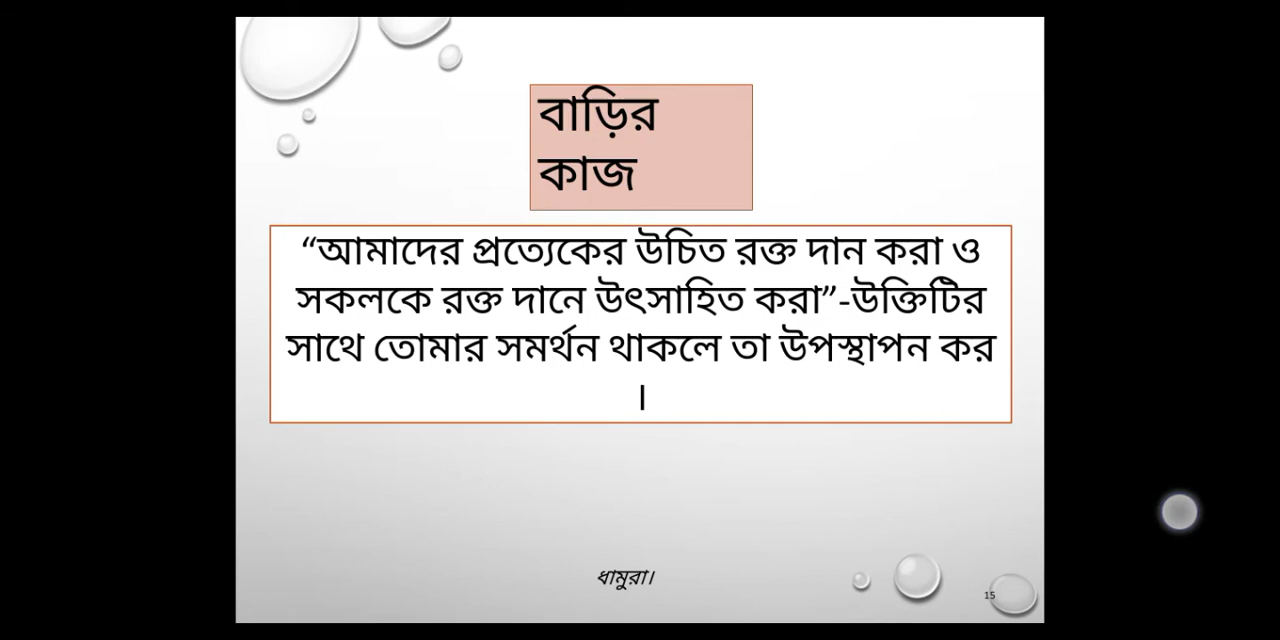 বাড়ির
কাজ
“আমাদের প্রত্যেকের উচিত রক্ত দান করা ও
সকলকে রক্ত দানে উৎসাহিত করা”-উক্তিটির
সাথে তোমার সমর্থন থাকলে তা উপস্থাপন কর
।
ধামুরা।
15